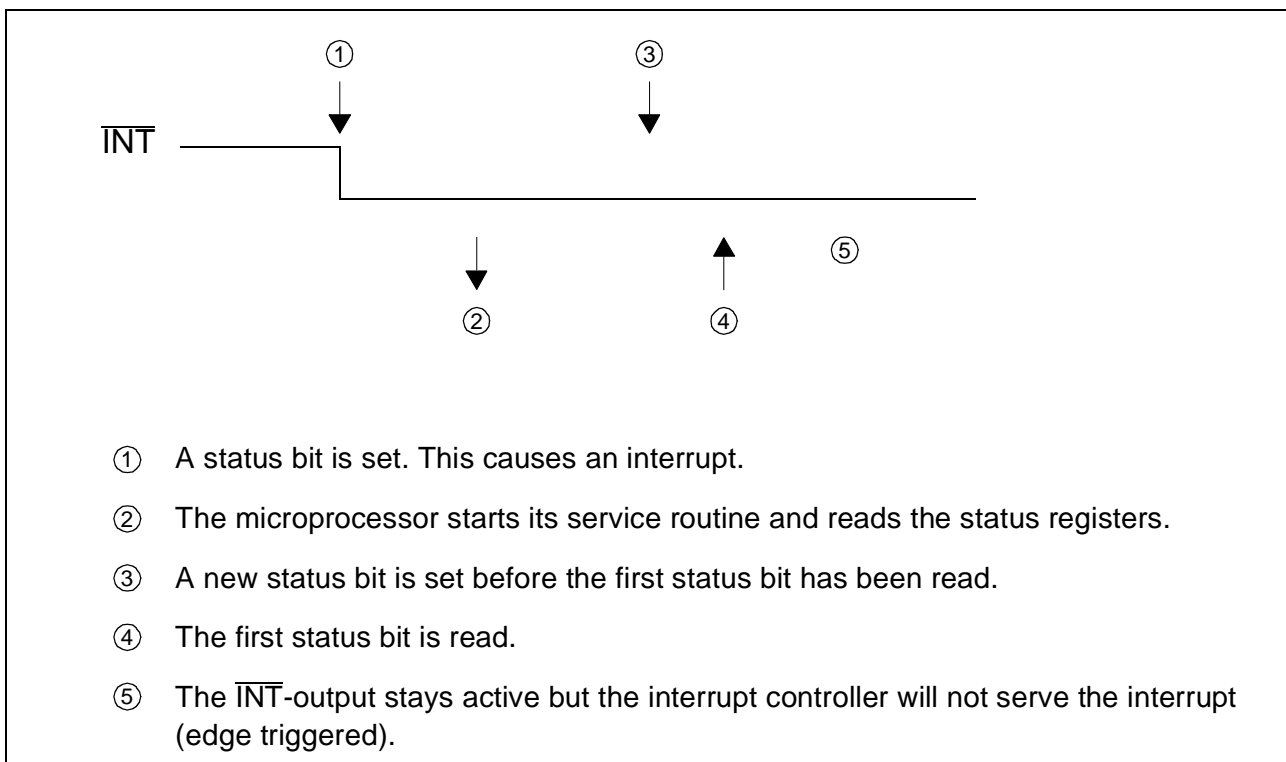 ① ③
INT
⑤
② ④
① A status bit is set. This causes an interrupt.
② The microprocessor starts its service routine and reads the status registers.
③ A new status bit is set before the first status bit has been read.
④ The first status bit is read.
⑤ The I̅N̅T̅-output stays active but the interrupt controller will not serve the interrupt
(edge triggered).